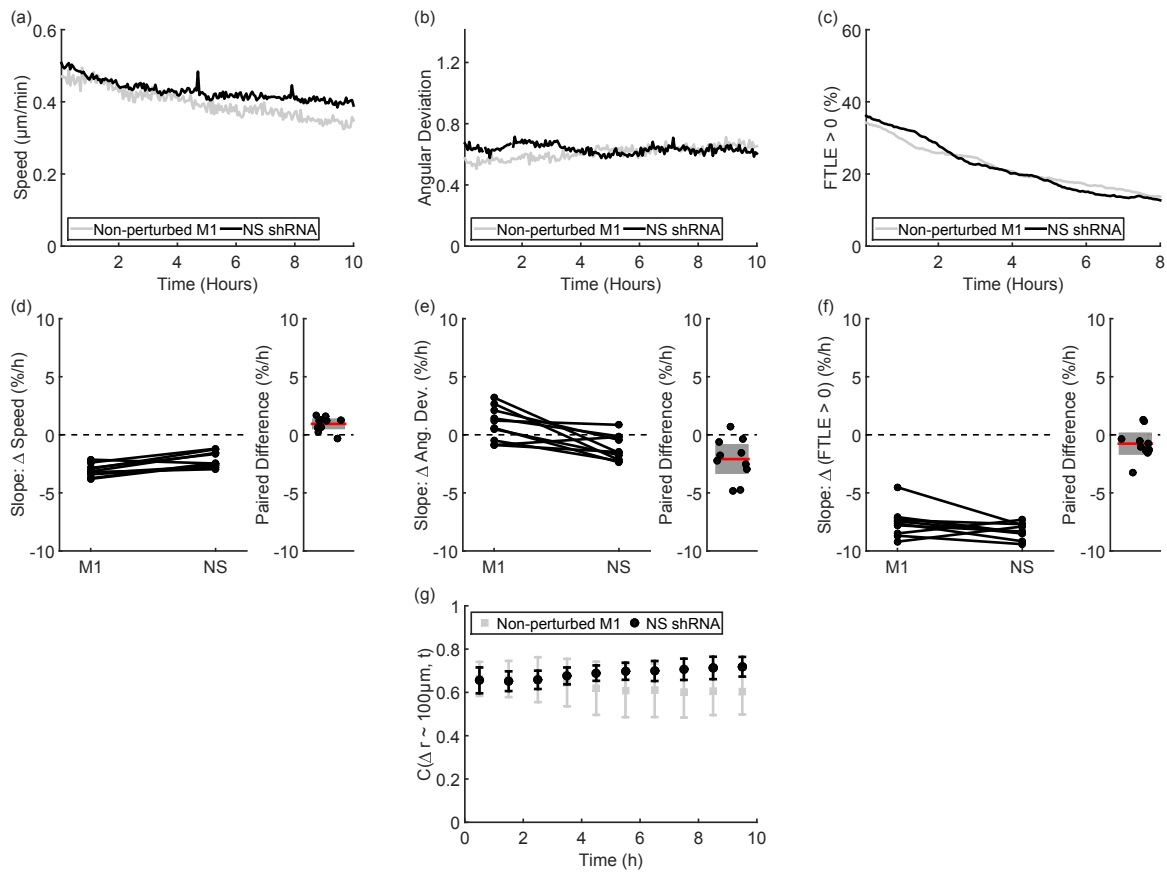 (a)
0.6
0.4
0.2
0
Speed (μm/min)
Non-perturbed M1 NS shRNA
2 4 6 8 10
Time (Hours)
(b)
1.2
0.8
0.4
0
Angular Deviation
Non-perturbed M1 NS shRNA
2 4 6 8 10
Time (Hours)
(c)
60
40
20
0
FTLE > 0 (%)
Non-perturbed M1 NS shRNA
2 4 6 8
Time (Hours)
(d)
10
5
0
-5
-10
Slope: Δ Speed (%/h)
M1 NS
10
5
0
-5
-10
Paired Difference (%/h)
(e)
10
5
0
-5
-10
Slope: Δ Ang. Dev. (%/h)
M1 NS
10
5
0
-5
-10
Paired Difference (%/h)
(f)
10
5
0
-5
-10
Slope: Δ (FTLE > 0) (%/h)
M1 NS
10
5
0
-5
-10
Paired Difference (%/h)
(g)
1
0.8
0.6
0.4
0.2
0
C(Δ r ~ 100μm, t)
Non-perturbed M1 NS shRNA
0 2 4 6 8 10
Time (h)